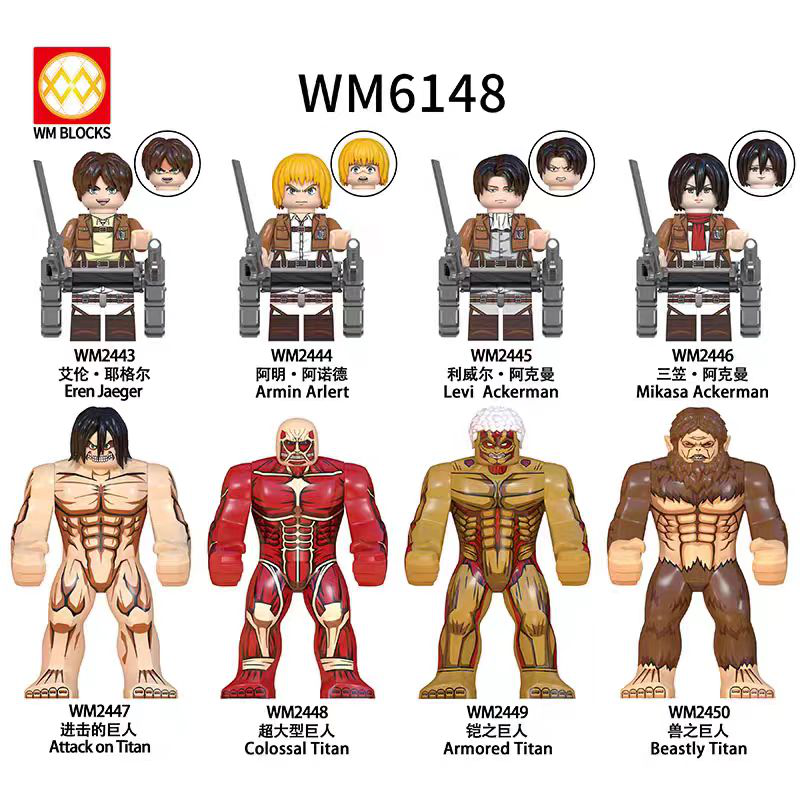 WM6148
WM BLOCKS
WM2443
艾伦·耶格尔
Eren Jaeger
WM2444
阿明·阿诺德
Armin Arlert
WM2445
利威尔·阿克曼
Levi Ackerman
WM2446
三笠·阿克曼
Mikasa Ackerman
WM2447
进击的巨人
Attack on Titan
WM2448
超大型巨人
Colossal Titan
WM2449
铠之巨人
Armored Titan
WM2450
兽之巨人
Beastly Titan